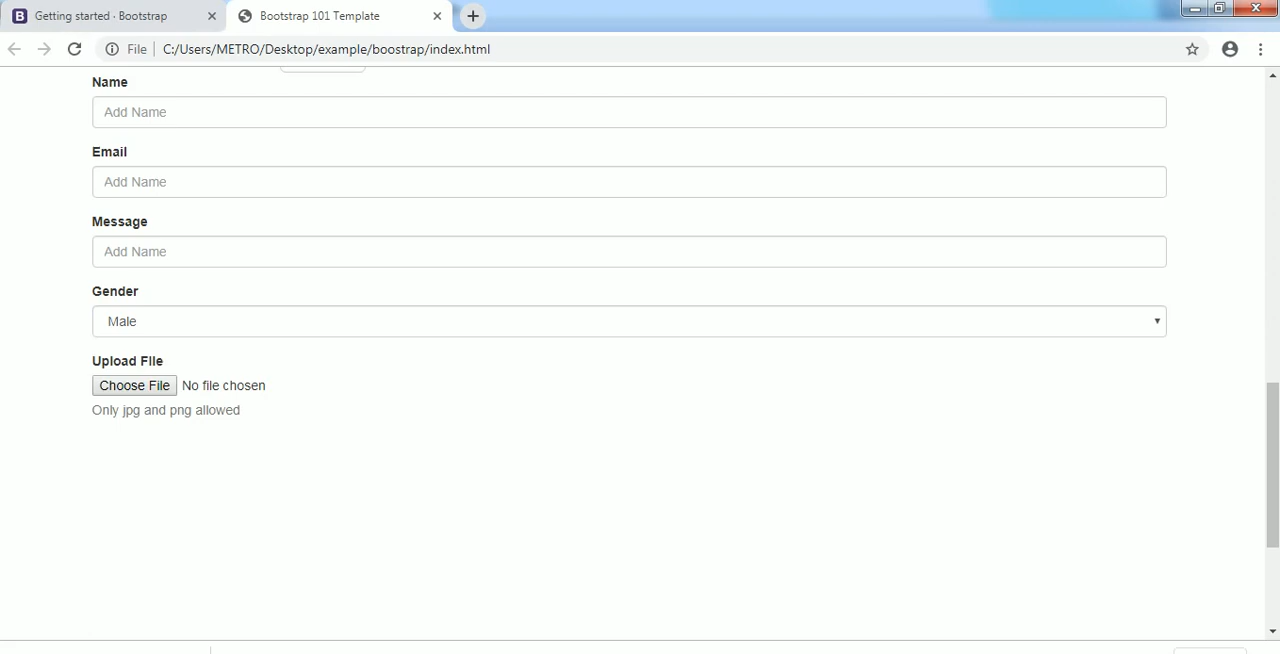 Getting started · Bootstrap
Bootstrap 101 Template
File
C:/Users/METRO/Desktop/example/boostrap/index.html
Name
Add Name
Email
Add Name
Message
Add Name
Gender
Male
Upload File
Choose File No file chosen
Only jpg and png allowed